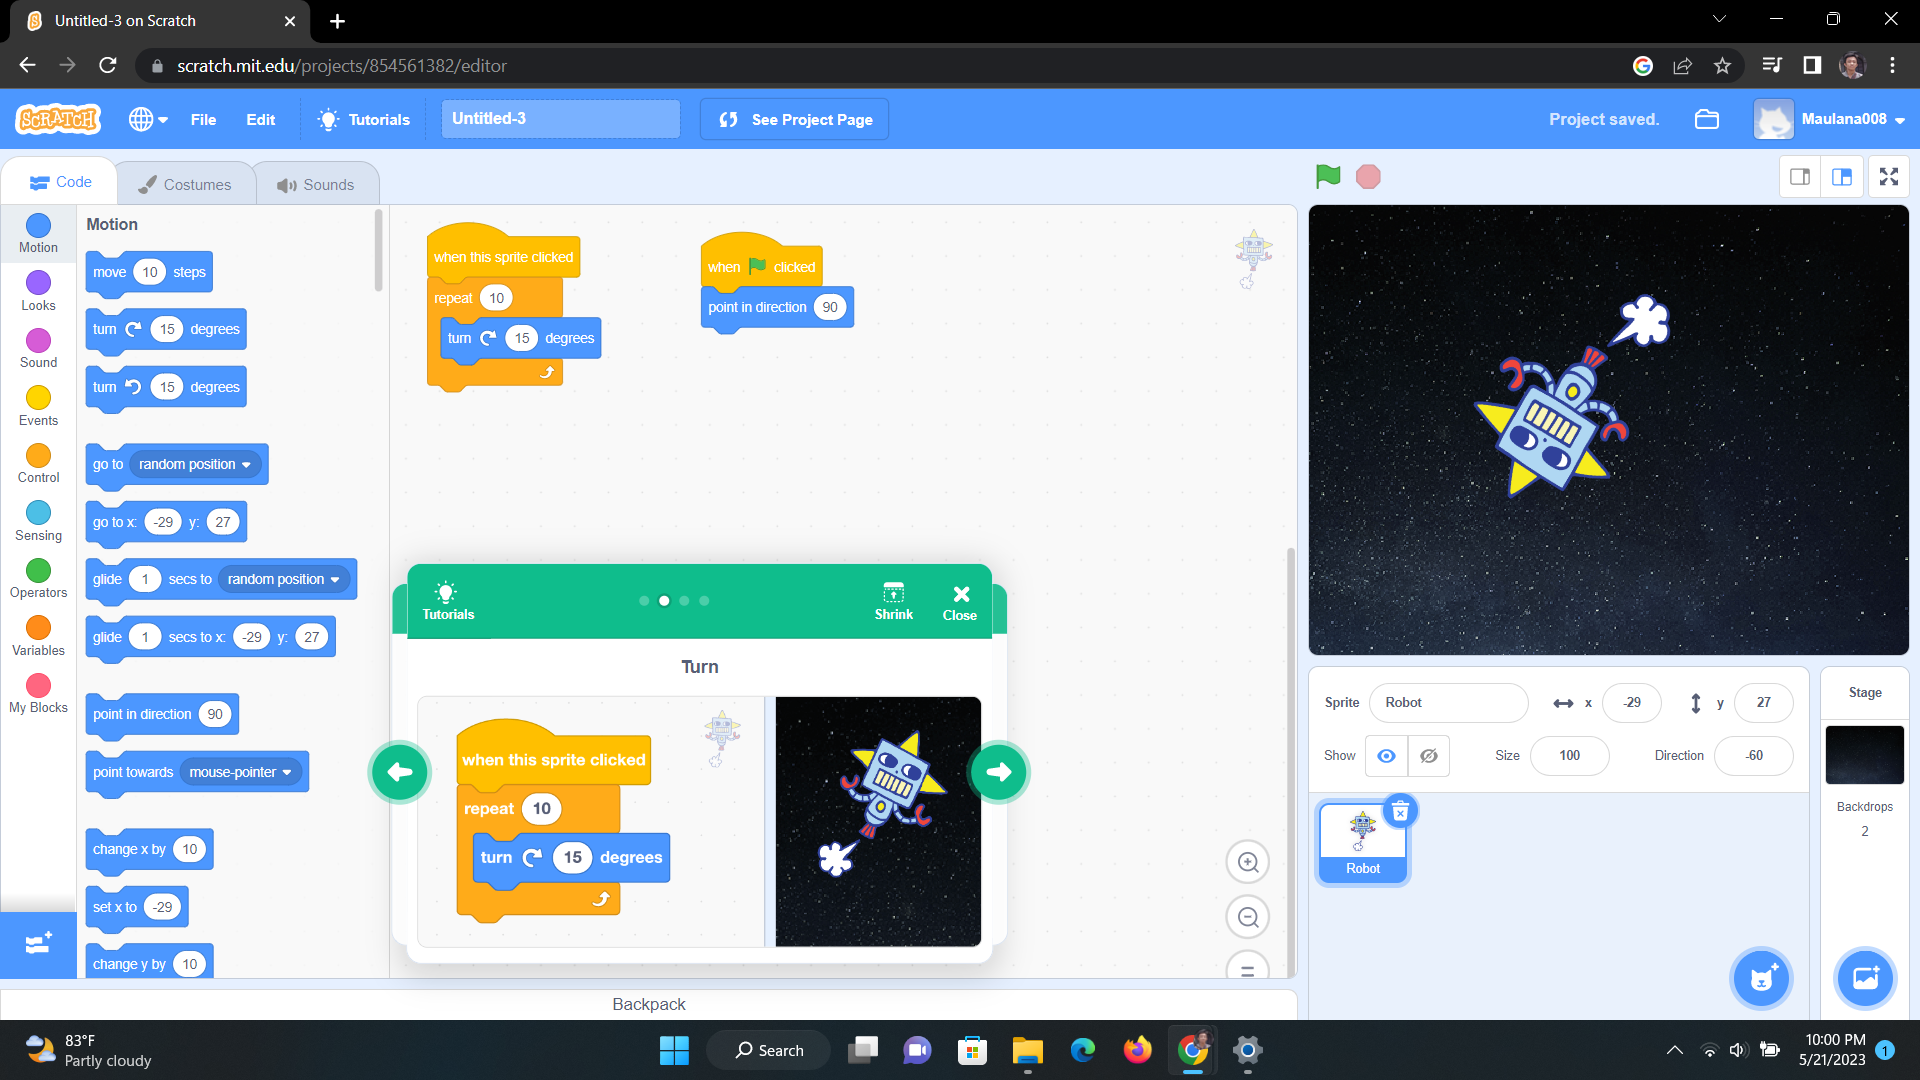 Untitled-3 on Scratch
scratch.mit.edu/projects/854561382/editor
SCRATCH
File
Edit
Tutorials
Untitled-3
See Project Page
Project saved.
Maulana008
Code
Costumes
Sounds
Motion
Looks
Sound
Events
Control
Sensing
Operators
Variables
My Blocks
Motion
move 10 steps
turn 15 degrees
turn 15 degrees
go to random position
go to x: -29 y: 27
glide 1 secs to random position
glide 1 secs to x: -29 y: 27
point in direction 90
point towards mouse-pointer
change x by 10
set x to -29
change y by 10
when this sprite clicked
repeat 10
turn 15 degrees
when clicked
point in direction 90
Tutorials
Shrink
Close
Turn
when this sprite clicked
repeat 10
turn 15 degrees
Backpack
Sprite Robot x -29 y 27
Show Size 100 Direction -60
Robot
Stage
Backdrops
2
83°F
Partly cloudy
Search
10:00 PM
5/21/2023
1